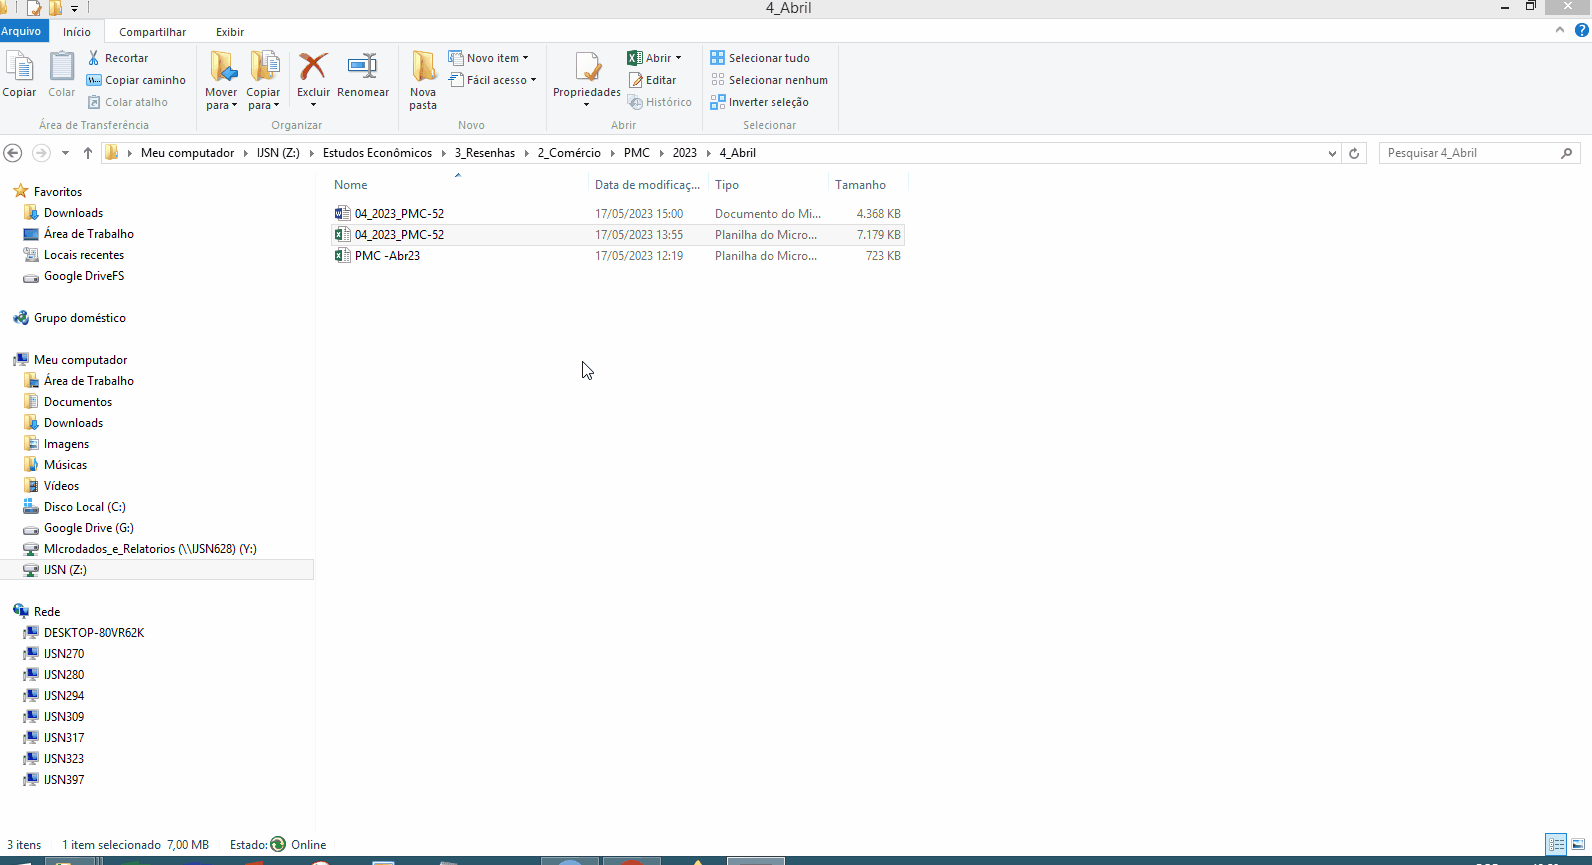 4_Abril
Arquivo Início Compartilhar Exibir
Copiar Colar Recortar Copiar caminho Colar atalho
Mover para Copiar para Excluir Renomear
Nova pasta Novo item Fácil acesso
Propriedades Abrir Editar Histórico
Selecionar tudo Selecionar nenhum Inverter seleção
Área de Transferência Organizar Novo Abrir Selecionar
Meu computador IJSN (Z:) Estudos Econômicos 3_Resenhas 2_Comércio PMC 2023 4_Abril Pesquisar 4_Abril
Nome Data de modificaç... Tipo Tamanho
04_2023_PMC-52 17/05/2023 15:00 Documento do Mi... 4.368 KB
04_2023_PMC-52 17/05/2023 13:55 Planilha do Micro... 7.179 KB
PMC -Abr23 17/05/2023 12:19 Planilha do Micro... 723 KB
Favoritos
Downloads
Área de Trabalho
Locais recentes
Google DriveFS
Grupo doméstico
Meu computador
Área de Trabalho
Documentos
Downloads
Imagens
Músicas
Vídeos
Disco Local (C:)
Google Drive (G:)
MIcrodados_e_Relatorios (\\IJSN628) (Y:)
IJSN (Z:)
Rede
DESKTOP-80VR62K
IJSN270
IJSN280
IJSN294
IJSN309
IJSN317
IJSN323
IJSN397
3 itens 1 item selecionado 7,00 MB Estado: Online